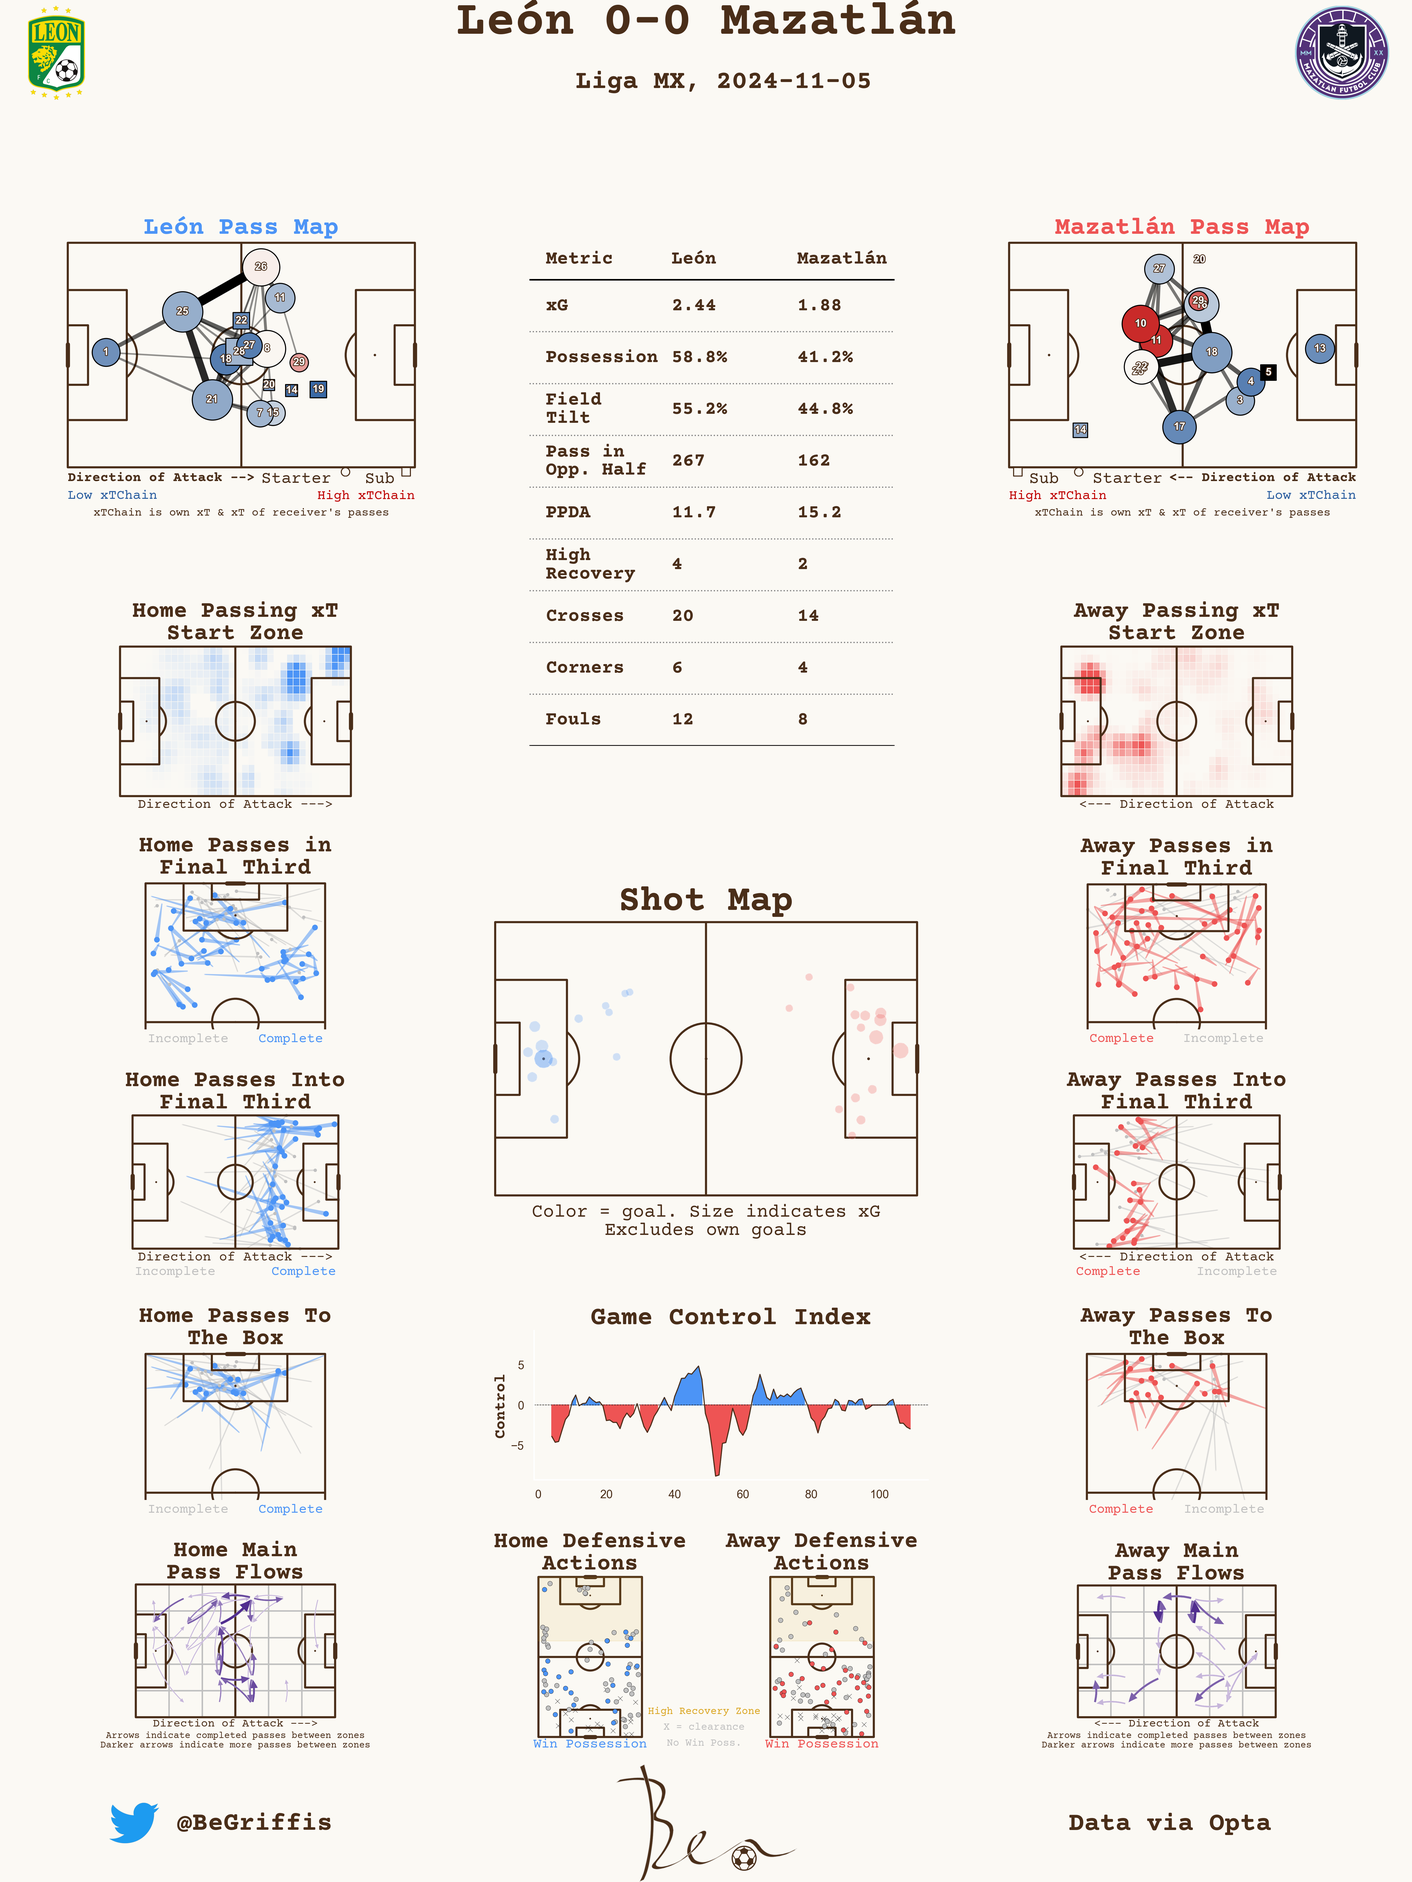 León 0-0 Mazatlán
Liga MX, 2024-11-05
LEON
F C
MM XX
MAZATLÁN FUTBOL CLUB
León Pass Map
26
11
25
22
1
28
27
8
18
29
20
14
19
21
7
15
Direction of Attack --> Starter Sub
Low xTChain High xTChain
xTChain is own xT & xT of receiver's passes
Metric León Mazatlán
xG 2.44 1.88
Possession 58.8% 41.2%
Field
Tilt 55.2% 44.8%
Pass in
Opp. Half 267 162
PPDA 11.7 15.2
High
Recovery 4 2
Crosses 20 14
Corners 6 4
Fouls 12 8
Mazatlán Pass Map
20
27
29
16
10
11
18
13
22
5
4
3
17
14
Sub Starter <-- Direction of Attack
High xTChain Low xTChain
xTChain is own xT & xT of receiver's passes
Home Passing xT
Start Zone
Direction of Attack --->
Away Passing xT
Start Zone
<--- Direction of Attack
Home Passes in
Final Third
Incomplete Complete
Away Passes in
Final Third
Complete Incomplete
Shot Map
Color = goal. Size indicates xG
Excludes own goals
Home Passes Into
Final Third
Direction of Attack --->
Incomplete Complete
Away Passes Into
Final Third
<--- Direction of Attack
Complete Incomplete
Home Passes To
The Box
Incomplete Complete
Game Control Index
Control
5
0
−5
0 20 40 60 80 100
Away Passes To
The Box
Complete Incomplete
Home Main
Pass Flows
Direction of Attack --->
Arrows indicate completed passes between zones
Darker arrows indicate more passes between zones
Home Defensive
Actions
Win Possession
Away Defensive
Actions
Win Possession
High Recovery Zone
X = clearance
No Win Poss.
Away Main
Pass Flows
<--- Direction of Attack
Arrows indicate completed passes between zones
Darker arrows indicate more passes between zones
@BeGriffis
Ben
Data via Opta